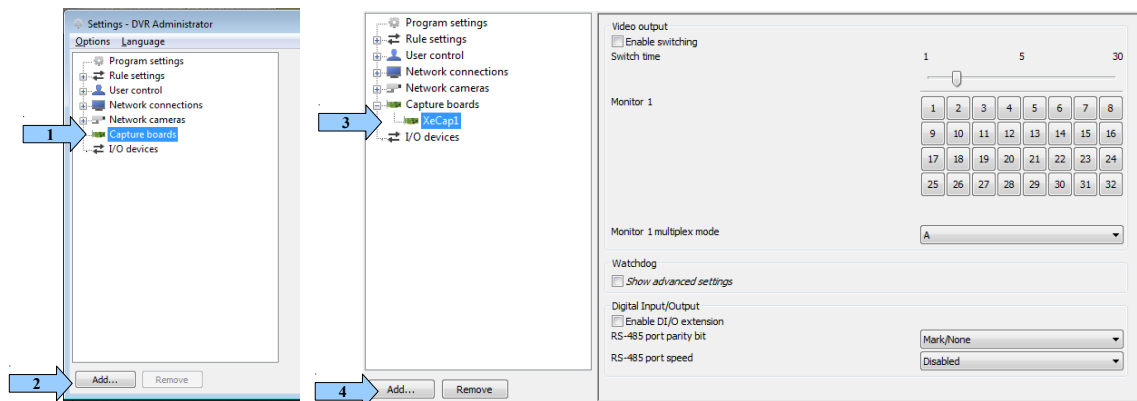 Settings - DVR Administrator
Options Language
Program settings
Rule settings
User control
Network connections
Network cameras
1 Capture boards
I/O devices
2 Add... Remove
Program settings
Rule settings
User control
Network connections
Network cameras
Capture boards
3 XeCap1
I/O devices
4 Add... Remove
Video output
Enable switching
Switch time 1 5 30
Monitor 1 1 2 3 4 5 6 7 8
9 10 11 12 13 14 15 16
17 18 19 20 21 22 23 24
25 26 27 28 29 30 31 32
Monitor 1 multiplex mode A
Watchdog
Show advanced settings
Digital Input/Output
Enable DI/O extension
RS-485 port parity bit Mark/None
RS-485 port speed Disabled